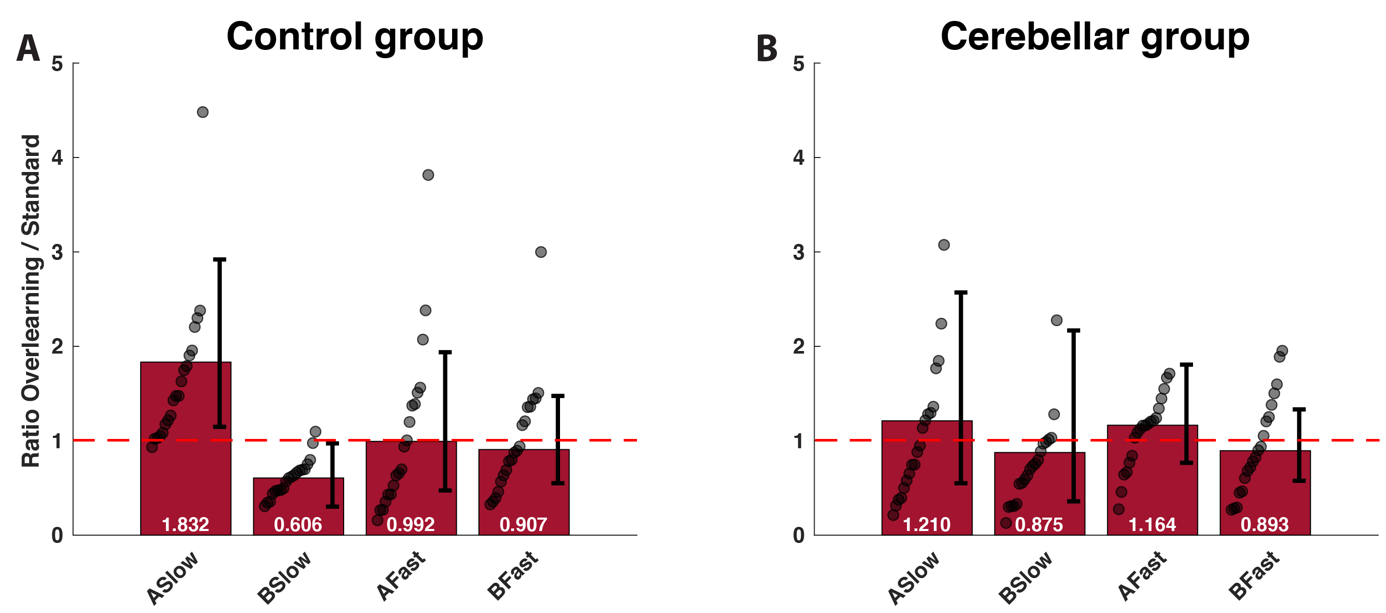 A
Control group
Ratio Overlearning / Standard
5
4
3
2
1
0
1.832
0.606
0.992
0.907
ASlow
BSlow
AFast
BFast
B
Cerebellar group
5
4
3
2
1
0
1.210
0.875
1.164
0.893
ASlow
BSlow
AFast
BFast